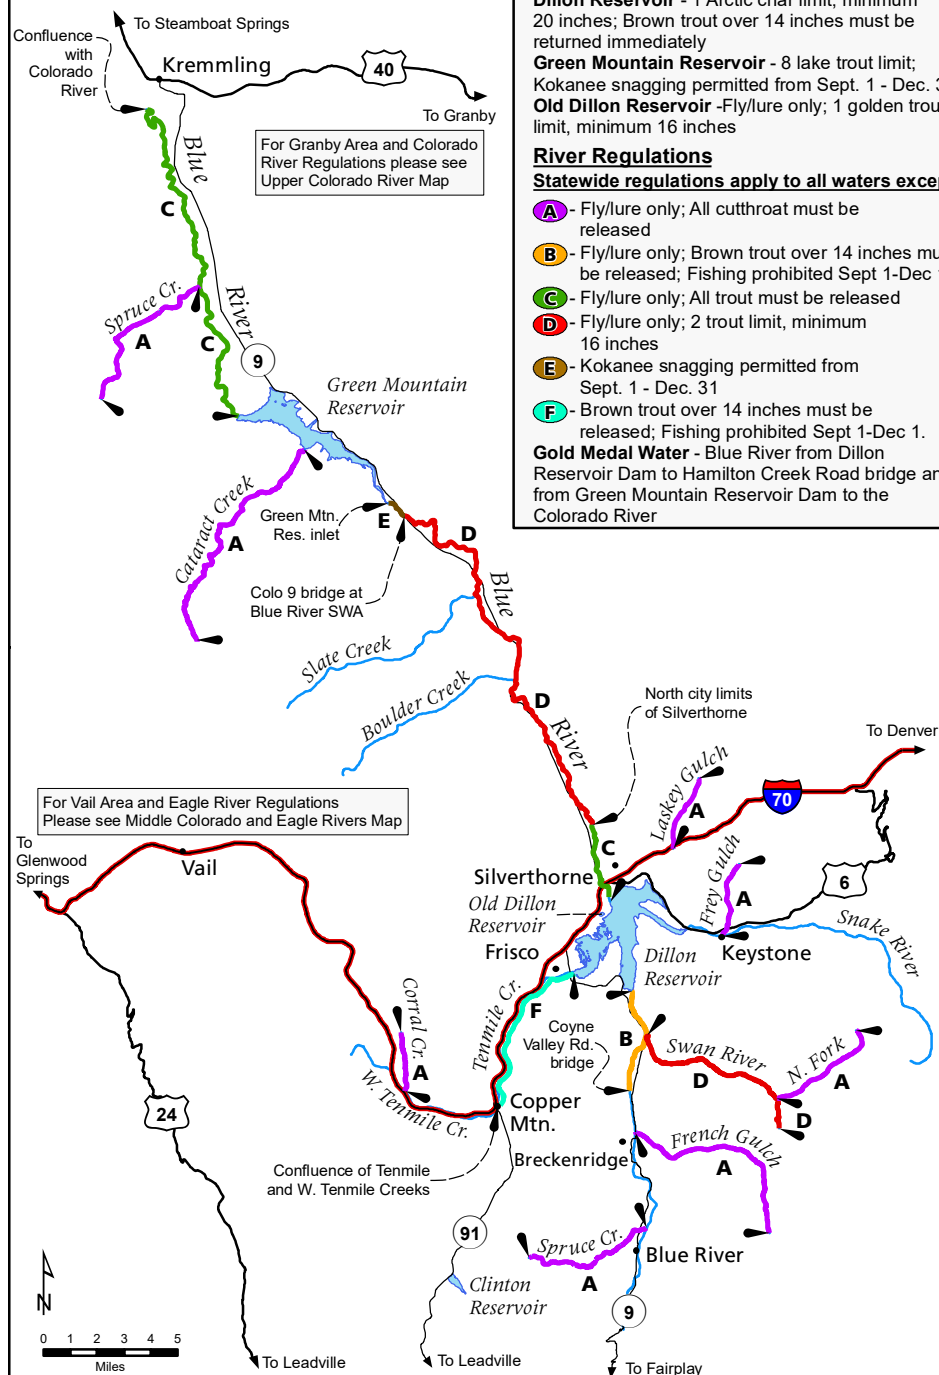 Dillon Reservoir - 1 Arctic char limit, minimum
20 inches; Brown trout over 14 inches must be
returned immediately
Green Mountain Reservoir - 8 lake trout limit;
Kokanee snagging permitted from Sept. 1 - Dec.
Old Dillon Reservoir -Fly/lure only; 1 golden trou
limit, minimum 16 inches
River Regulations
Statewide regulations apply to all waters excep
A - Fly/lure only; All cutthroat must be
released
B - Fly/lure only; Brown trout over 14 inches mu
be released; Fishing prohibited Sept 1-Dec
C - Fly/lure only; All trout must be released
D - Fly/lure only; 2 trout limit, minimum
16 inches
E - Kokanee snagging permitted from
Sept. 1 - Dec. 31
F - Brown trout over 14 inches must be
released; Fishing prohibited Sept 1-Dec 1.
Gold Medal Water - Blue River from Dillon
Reservoir Dam to Hamilton Creek Road bridge an
from Green Mountain Reservoir Dam to the
Colorado River
To Steamboat Springs
Confluence
with
Colorado
River
Kremmling
40
To Granby
For Granby Area and Colorado
River Regulations please see
Upper Colorado River Map
Blue
C
Spruce Cr.
A
C
River
9
Green Mountain
Reservoir
Cataract Creek
A
Green Mtn.
Res. inlet
E
D
Colo 9 bridge at
Blue River SWA
Blue
Slate Creek
Boulder Creek
D
River
North city limits
of Silverthorne
To Denver
Laskey Gulch
A
70
For Vail Area and Eagle River Regulations
Please see Middle Colorado and Eagle Rivers Map
To
Glenwood
Springs
Vail
C
Silverthorne
Old Dillon
Reservoir
Frey Gulch
A
6
Snake River
Keystone
Frisco
Dillon
Reservoir
Tenmile Cr.
F
Corral Cr.
A
W. Tenmile Cr.
Coyne
Valley Rd.
bridge
B
Swan River
D
N. Fork
A
D
24
Copper
Mtn.
Confluence of Tenmile
and W. Tenmile Creeks
Breckenridge
French Gulch
A
91
Spruce Cr.
A
Blue River
Clinton
Reservoir
9
N
0 1 2 3 4 5
Miles
To Leadville
To Leadville
To Fairplay